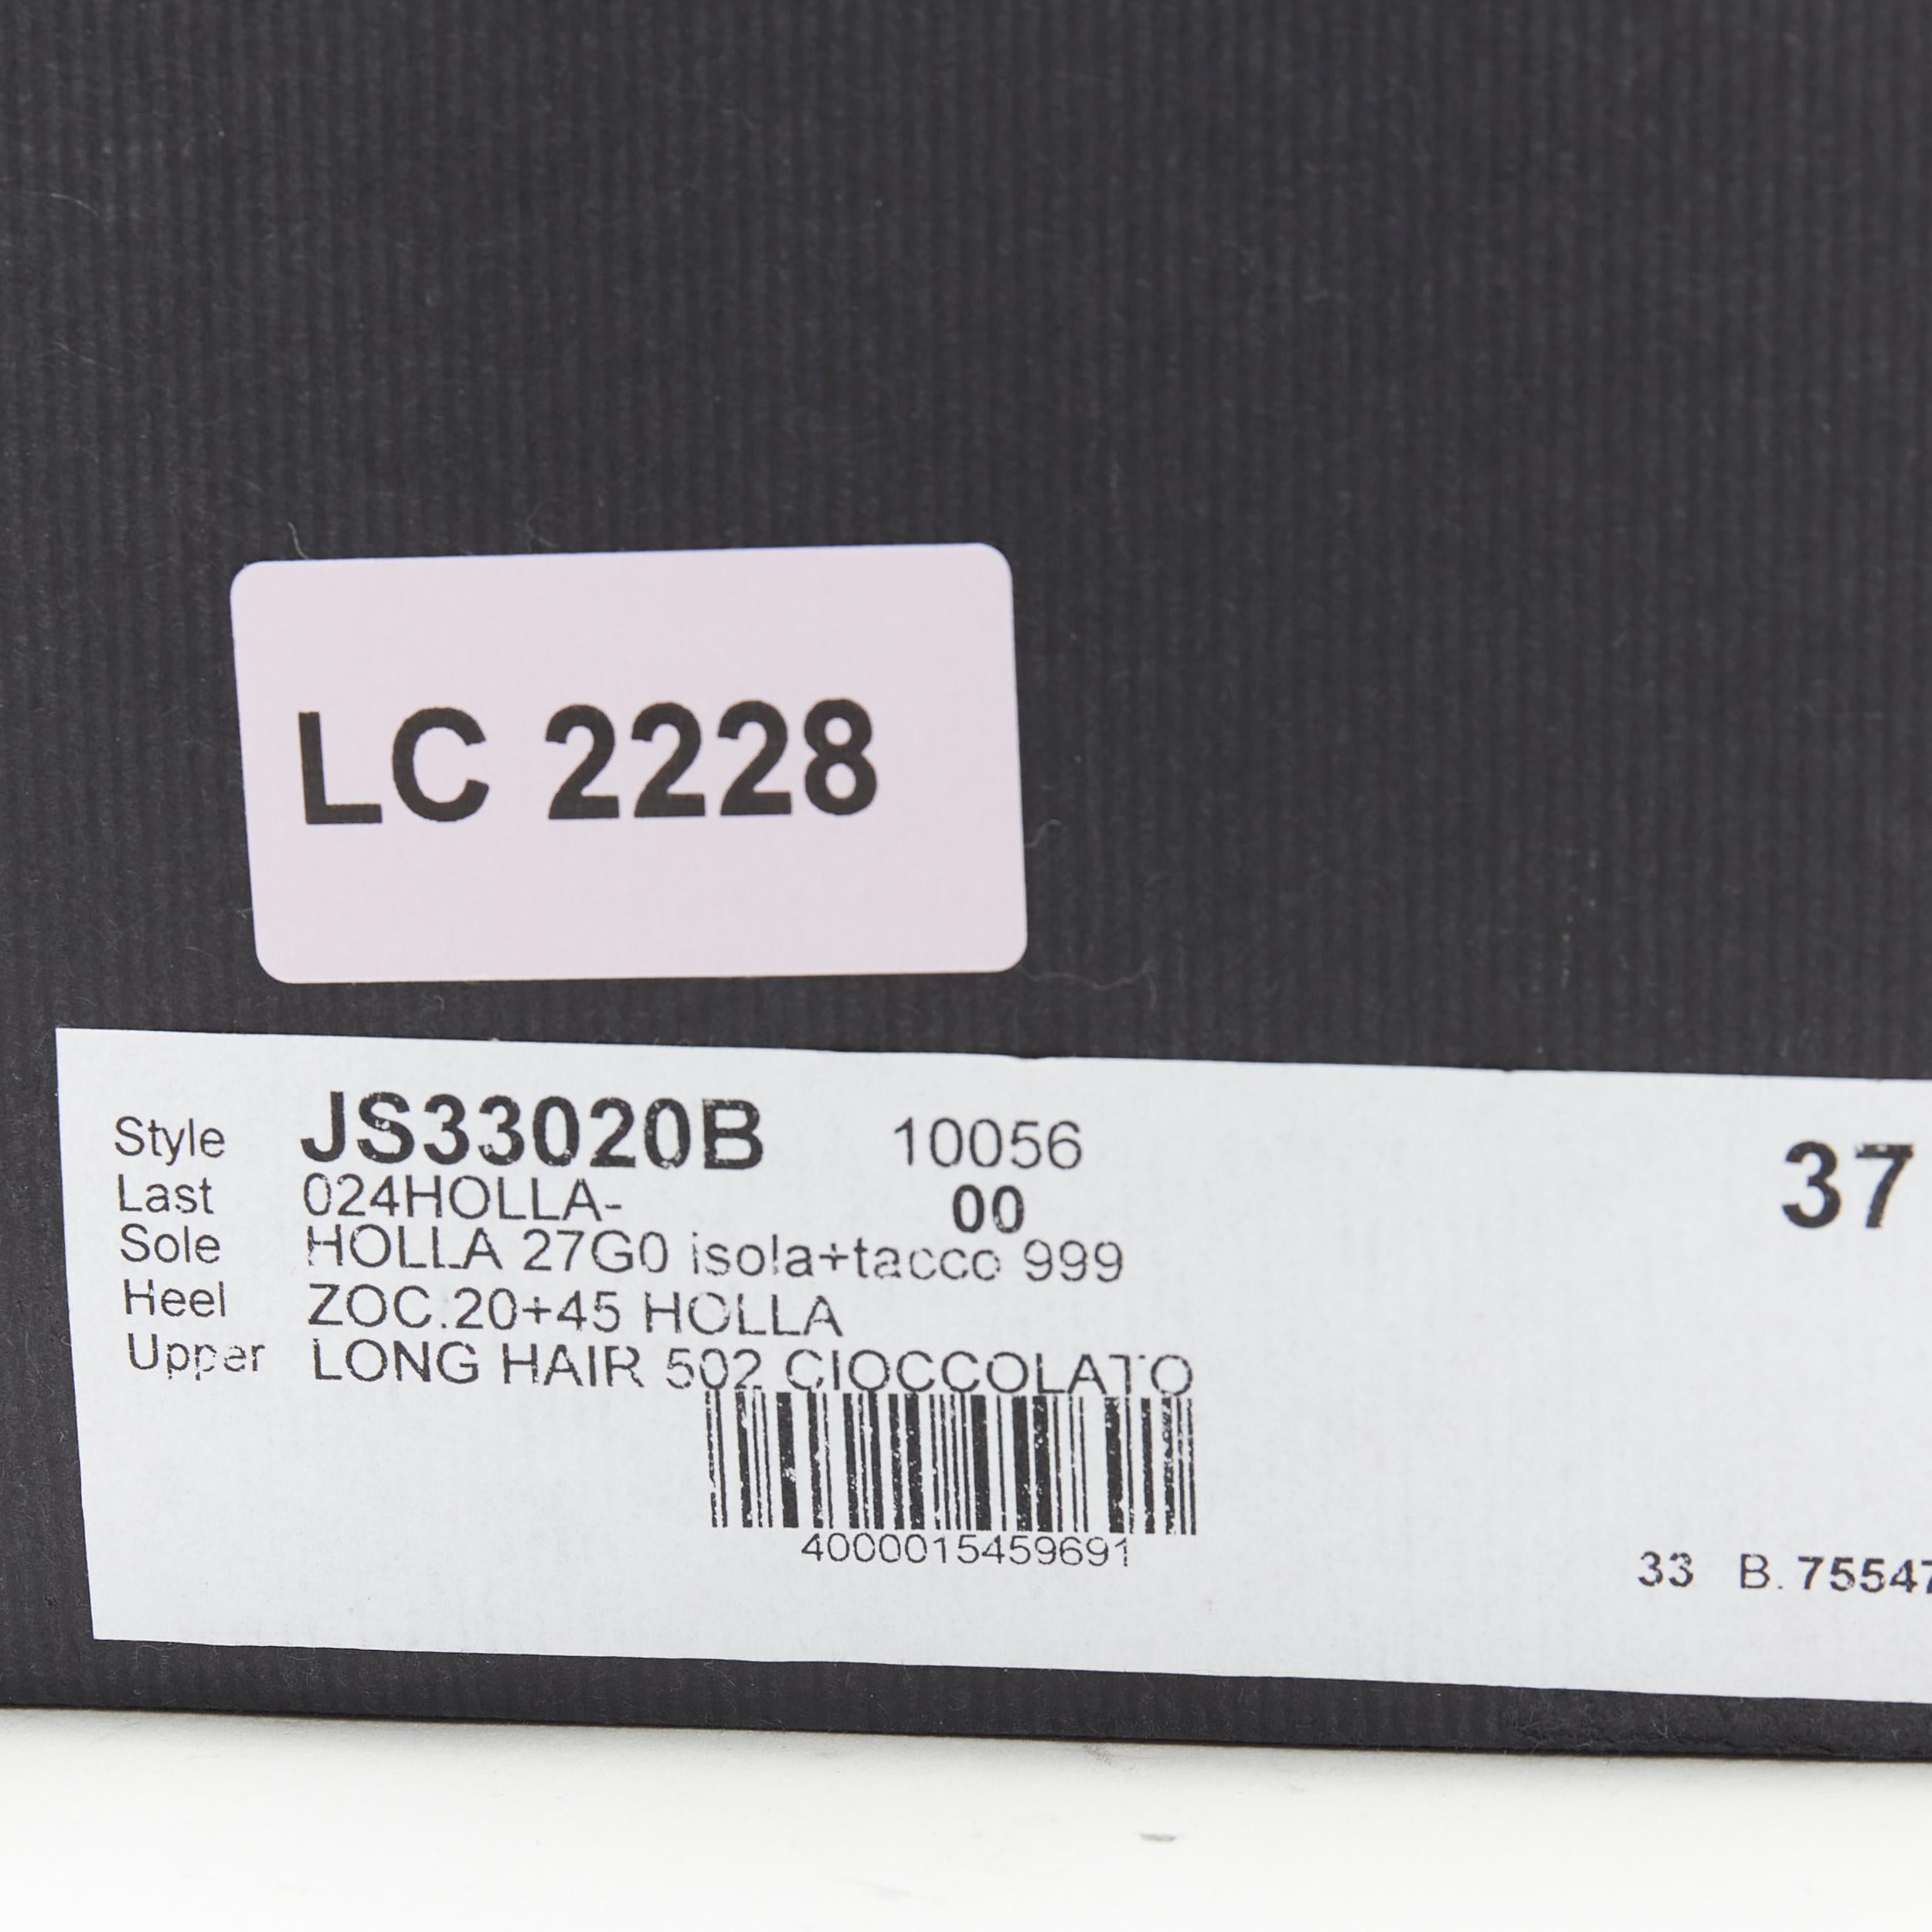 LC 2228
Style JS33020B 10056 37
Last 024HOLLA- 00
Sole HOLLA 27G0 isola+tacco 999
Heel ZOC.20+45 HOLLA
Upper LONG HAIR 502 CIOCCOLATO
4000015459691
33 B. 75547